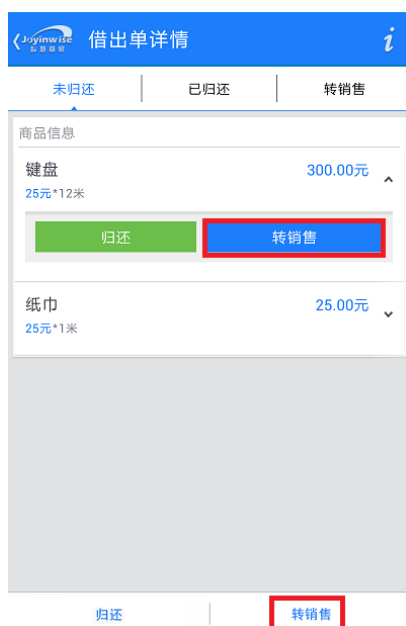 Joyinwise
借出单详情
i
未归还
已归还
转销售
商品信息
键盘
300.00元
25元*12米
归还
转销售
纸巾
25.00元
25元*1米
归还
转销售